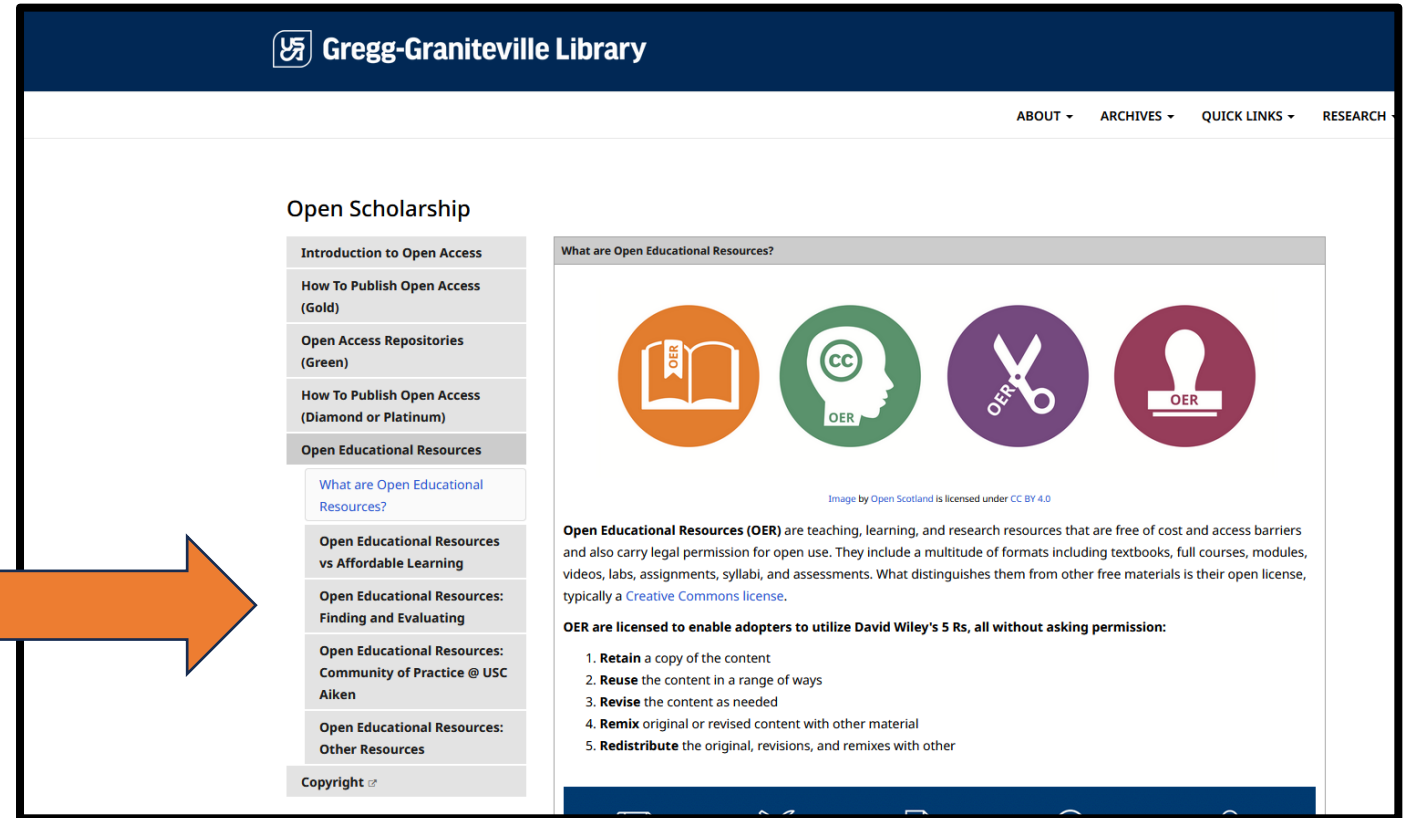 Gregg-Graniteville Library
ABOUT
ARCHIVES
QUICK LINKS
RESEARCH
Open Scholarship
Introduction to Open Access
How To Publish Open Access
(Gold)
Open Access Repositories
(Green)
How To Publish Open Access
(Diamond or Platinum)
Open Educational Resources
What are Open Educational
Resources?
Open Educational Resources
vs Affordable Learning
Open Educational Resources:
Finding and Evaluating
Open Educational Resources:
Community of Practice @ USC
Aiken
Open Educational Resources:
Other Resources
Copyright
What are Open Educational Resources?
OER
CC
OER
OER
OER
Image by Open Scotland is licensed under CC BY 4.0
Open Educational Resources (OER) are teaching, learning, and research resources that are free of cost and access barriers
and also carry legal permission for open use. They include a multitude of formats including textbooks, full courses, modules,
videos, labs, assignments, syllabi, and assessments. What distinguishes them from other free materials is their open license,
typically a Creative Commons license.
OER are licensed to enable adopters to utilize David Wiley's 5 Rs, all without asking permission:
1. Retain a copy of the content
2. Reuse the content in a range of ways
3. Revise the content as needed
4. Remix original or revised content with other material
5. Redistribute the original, revisions, and remixes with other